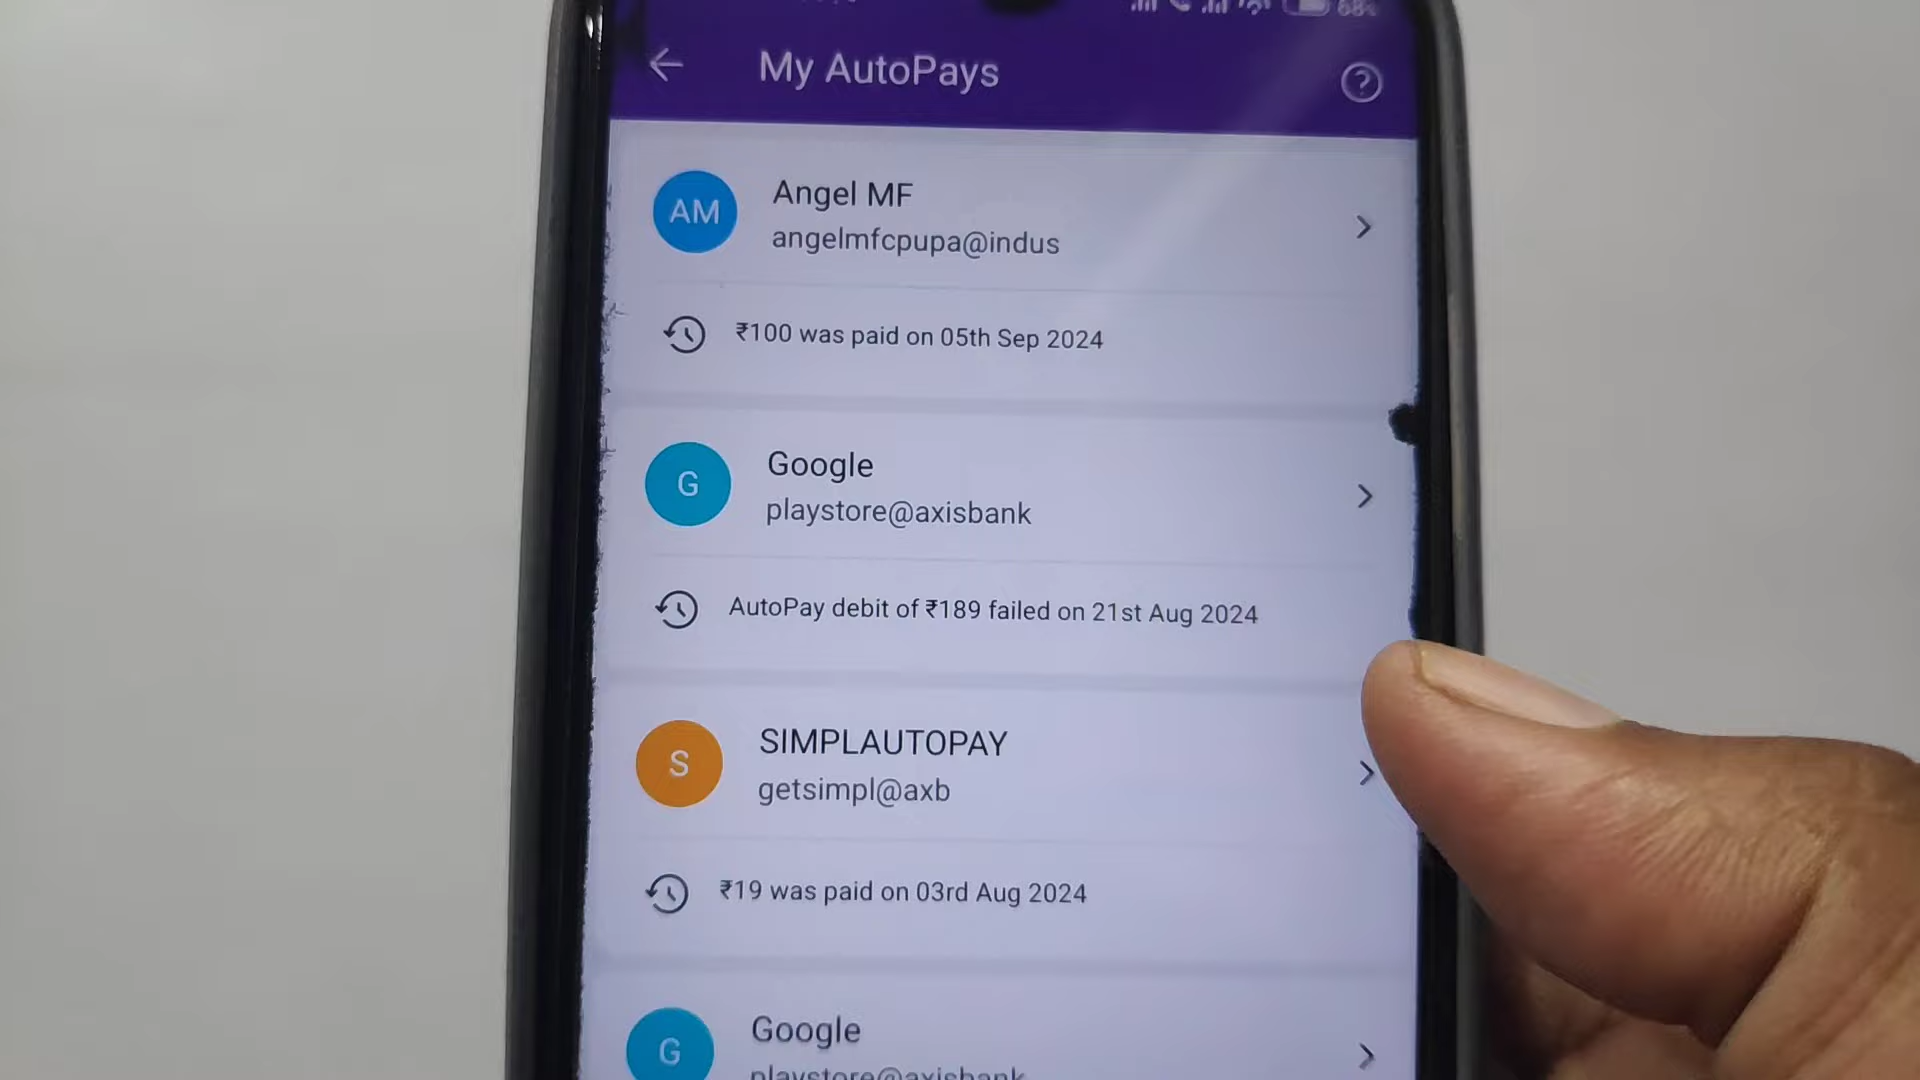 68%
My AutoPays
?
AM
Angel MF
angelmfcpupa@indus
₹100 was paid on 05th Sep 2024
G
Google
playstore@axisbank
AutoPay debit of ₹189 failed on 21st Aug 2024
S
SIMPLAUTOPAY
getsimpl@axb
₹19 was paid on 03rd Aug 2024
G
Google
playstore@axisbank